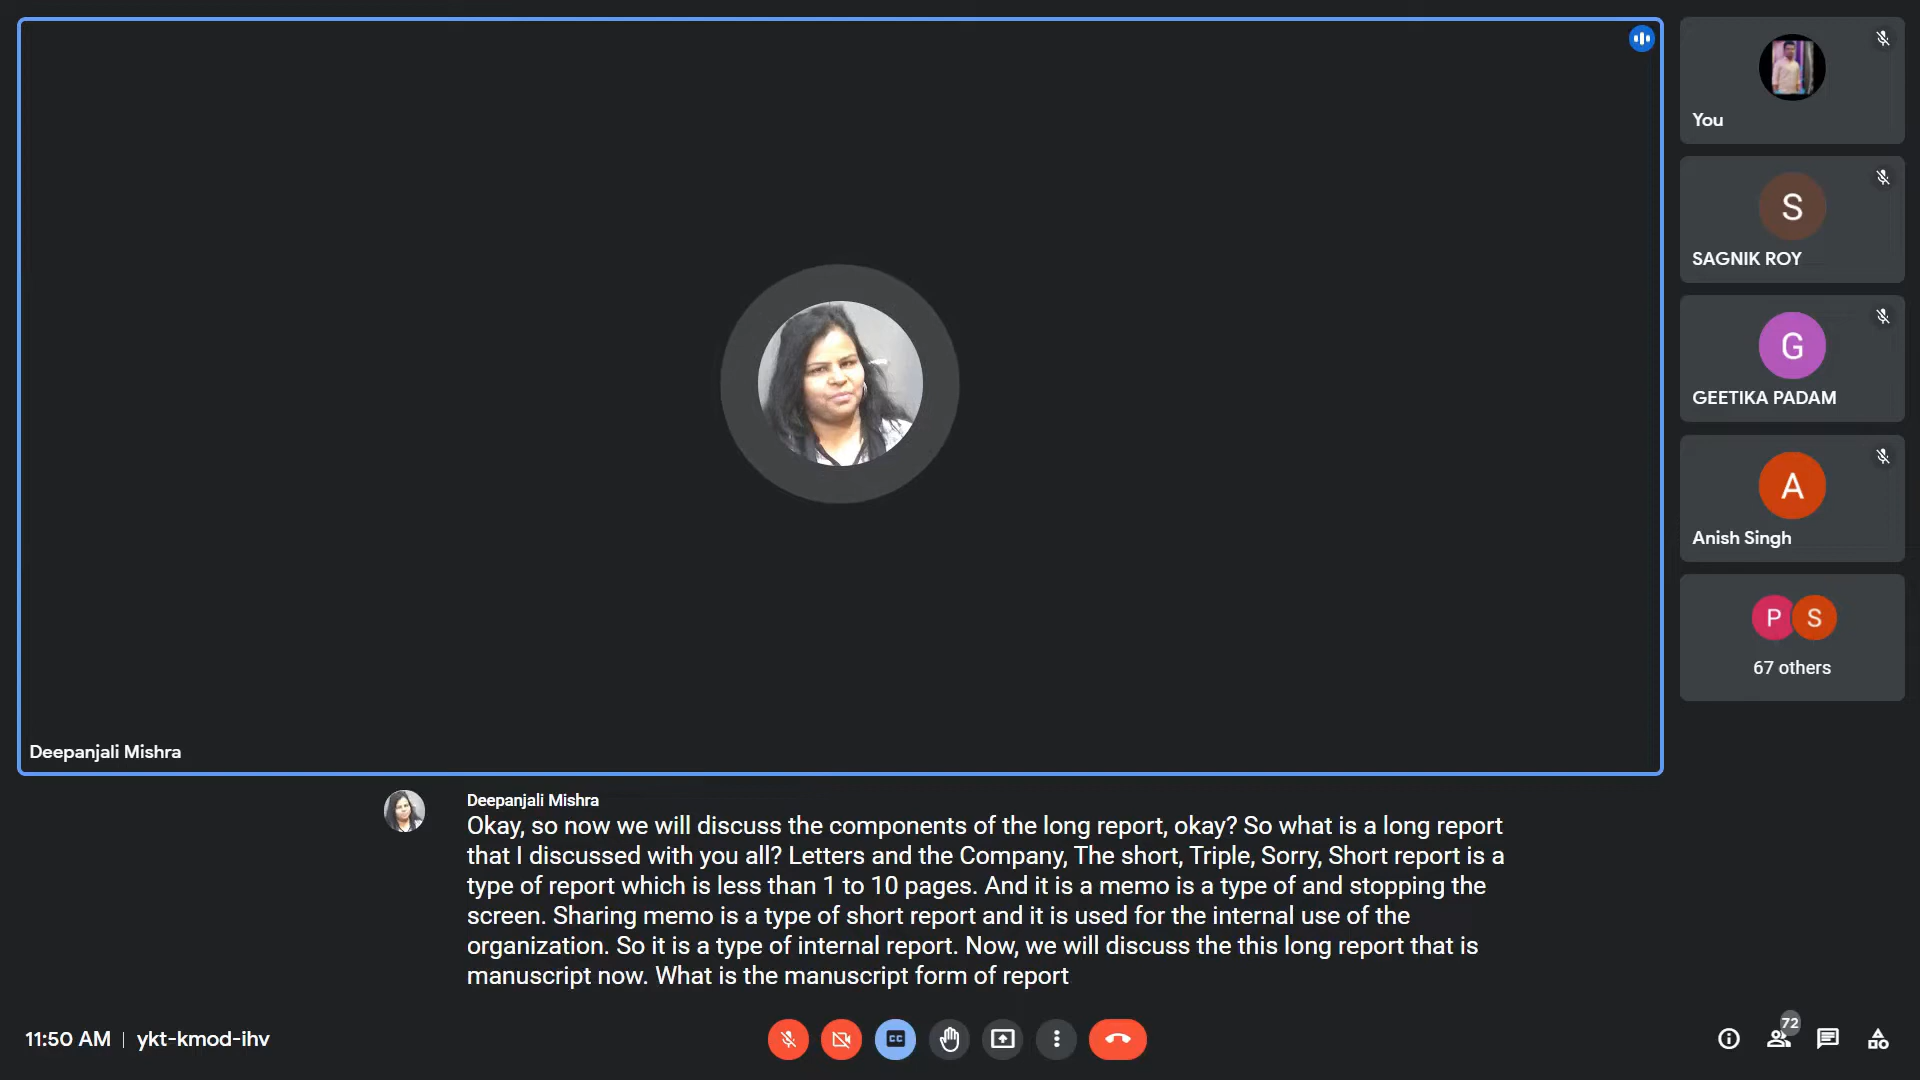 You
S
SAGNIK ROY
G
GEETIKA PADAM
A
Anish Singh
P S
67 others
Deepanjali Mishra
Deepanjali Mishra
Okay, so now we will discuss the components of the long report, okay? So what is a long report
that I discussed with you all? Letters and the Company, The short, Triple, Sorry, Short report is a
type of report which is less than 1 to 10 pages. And it is a memo is a type of and stopping the
screen. Sharing memo is a type of short report and it is used for the internal use of the
organization. So it is a type of internal report. Now, we will discuss the this long report that is
manuscript now. What is the manuscript form of report
11:50 AM | ykt-kmod-ihv
CC
72